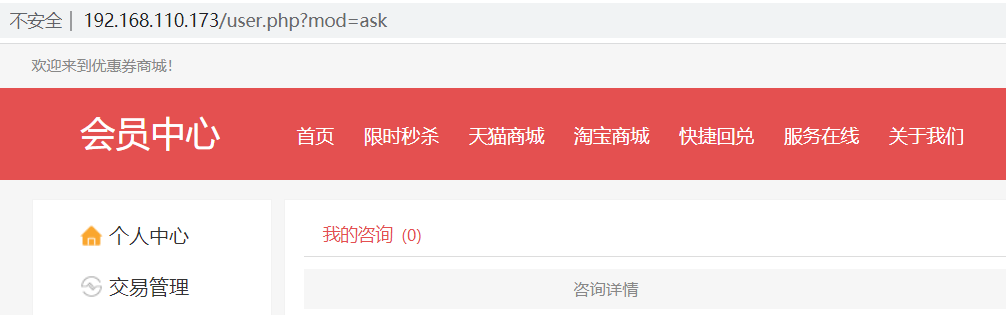 不安全 | 192.168.110.173/user.php?mod=ask
欢迎来到优惠券商城!
会员中心 首页 限时秒杀 天猫商城 淘宝商城 快捷回兑 服务在线 关于我们
个人中心
交易管理
我的咨询 (0)
咨询详情